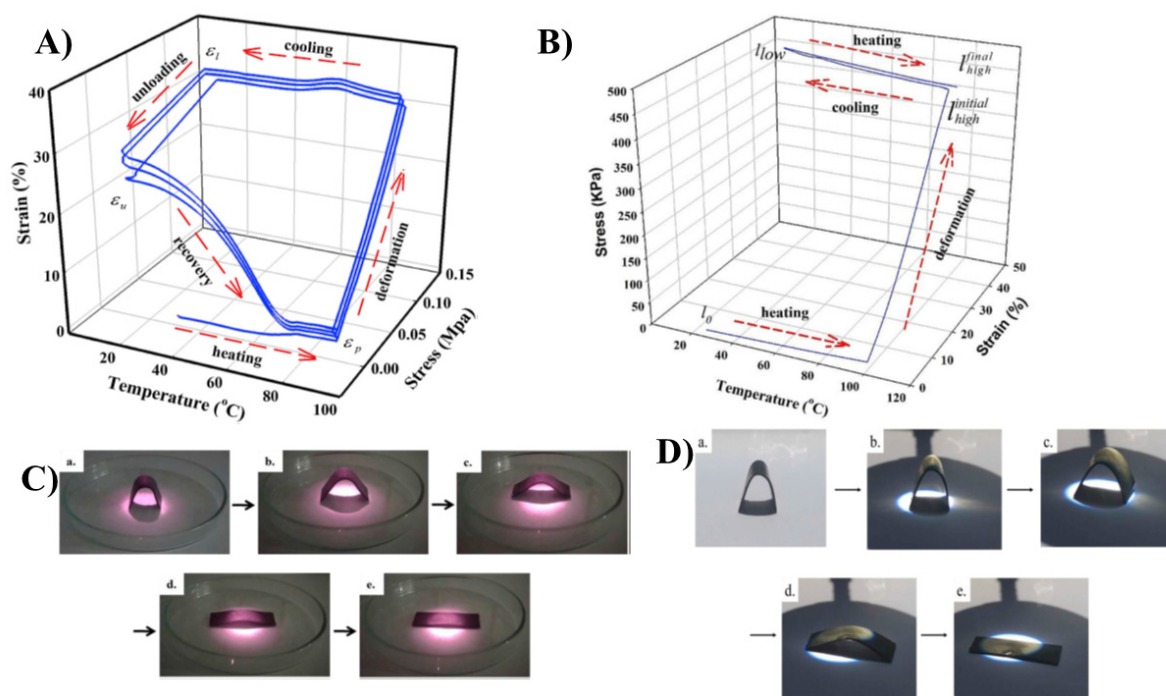 A)
ε_l
cooling
unloading
40
30
20
10
0
Strain (%)
ε_u
recovery
deformation
heating
ε_p
0.15
0.10
0.05
0.00
Stress (Mpa)
20
40
60
80
100
Temperature (°C)
B)
heating
l_low
l_high^final
cooling
l_high^initial
500
450
400
350
300
250
200
150
100
50
0
Stress (KPa)
deformation
l_0
heating
50
40
30
20
10
0
Strain (%)
0
20
40
60
80
100
120
Temperature (°C)
C)
a.
b.
c.
d.
e.
D)
a.
b.
c.
d.
e.